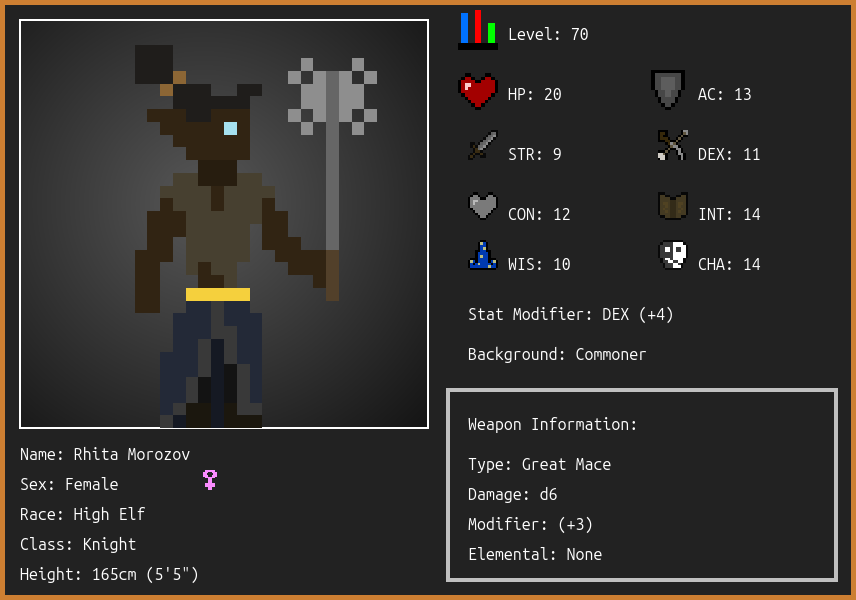 Level: 70
HP: 20
AC: 13
STR: 9
DEX: 11
CON: 12
INT: 14
WIS: 10
CHA: 14
Stat Modifier: DEX (+4)
Background: Commoner
Weapon Information:
Type: Great Mace
Damage: d6
Modifier: (+3)
Elemental: None
Name: Rhita Morozov
Sex: Female
Race: High Elf
Class: Knight
Height: 165cm (5'5")